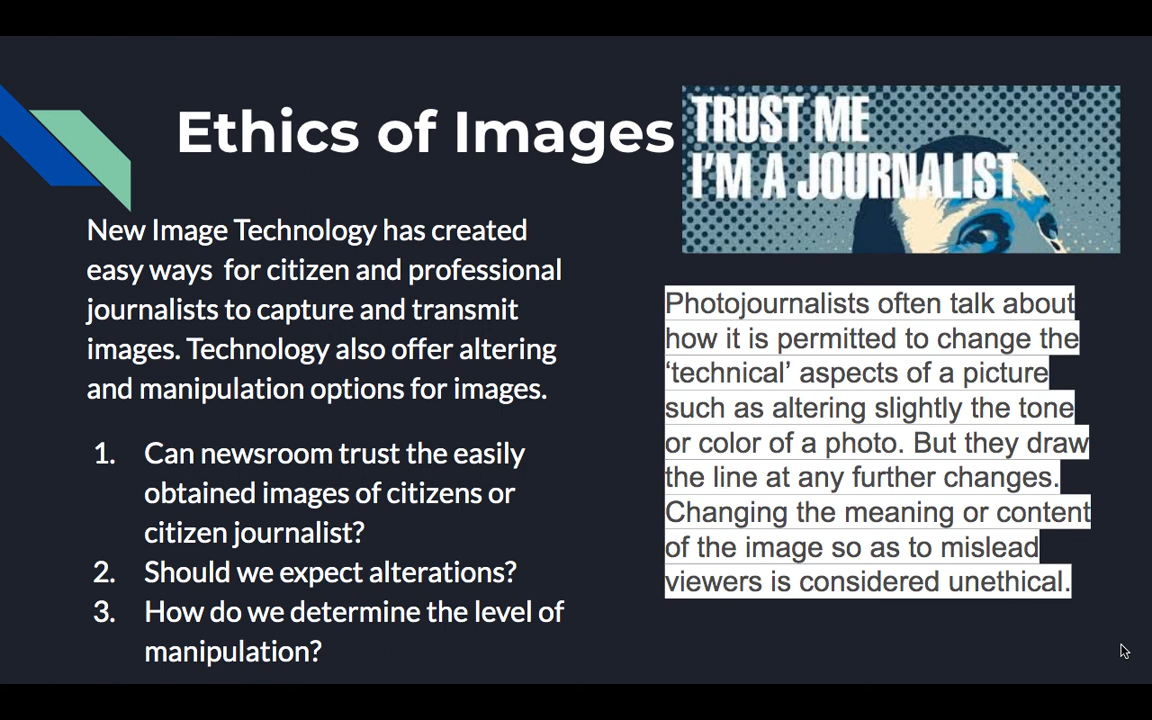 Ethics of Images
TRUST ME
I'M A JOURNALIST
New Image Technology has created
easy ways for citizen and professional
journalists to capture and transmit
images. Technology also offer altering
and manipulation options for images.
1. Can newsroom trust the easily
obtained images of citizens or
citizen journalist?
2. Should we expect alterations?
3. How do we determine the level of
manipulation?
Photojournalists often talk about
how it is permitted to change the
‘technical’ aspects of a picture
such as altering slightly the tone
or color of a photo. But they draw
the line at any further changes.
Changing the meaning or content
of the image so as to mislead
viewers is considered unethical.